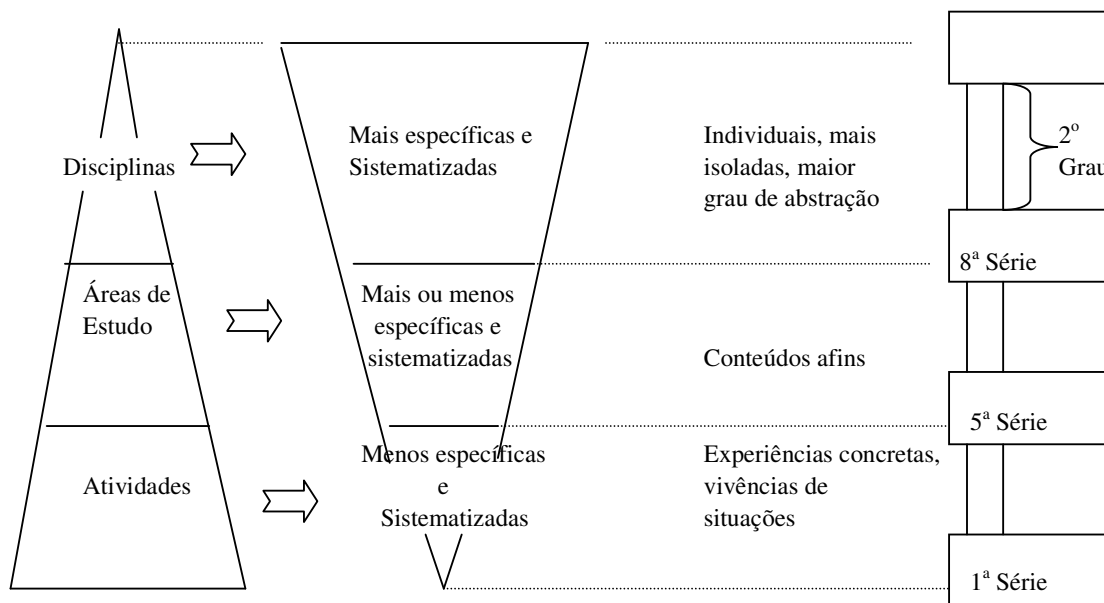 Disciplinas
Mais específicas e
Sistematizadas
Individuais, mais
isoladas, maior
grau de abstração
2º
Grau
8ª Série
Áreas de
Estudo
Mais ou menos
específicas e
sistematizadas
Conteúdos afins
5ª Série
Atividades
Menos específicas
e
Sistematizadas
Experiências concretas,
vivências de
situações
1ª Série